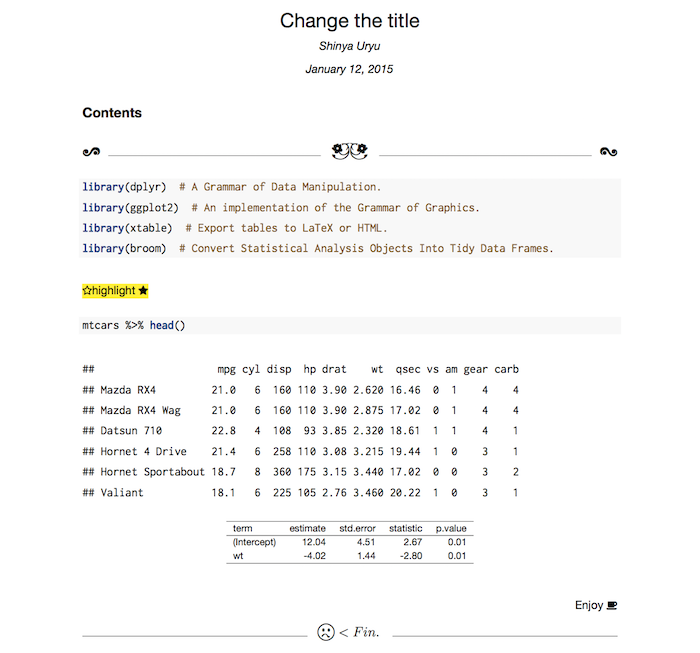 Change the title
Shinya Uryu
January 12, 2015
Contents
library(dplyr)  # A Grammar of Data Manipulation.
library(ggplot2)  # An implementation of the Grammar of Graphics.
library(xtable)  # Export tables to LaTeX or HTML.
library(broom)  # Convert Statistical Analysis Objects Into Tidy Data Frames.
☆highlight ★
mtcars %>% head()
##                    mpg cyl disp  hp drat    wt  qsec vs am gear carb
## Mazda RX4         21.0   6  160 110 3.90 2.620 16.46  0  1    4    4
## Mazda RX4 Wag     21.0   6  160 110 3.90 2.875 17.02  0  1    4    4
## Datsun 710        22.8   4  108  93 3.85 2.320 18.61  1  1    4    1
## Hornet 4 Drive    21.4   6  258 110 3.08 3.215 19.44  1  0    3    1
## Hornet Sportabout 18.7   8  360 175 3.15 3.440 17.02  0  0    3    2
## Valiant           18.1   6  225 105 2.76 3.460 20.22  1  0    3    1
term estimate std.error statistic p.value
(Intercept) 12.04 4.51 2.67 0.01
wt -4.02 1.44 -2.80 0.01
Enjoy
< Fin.